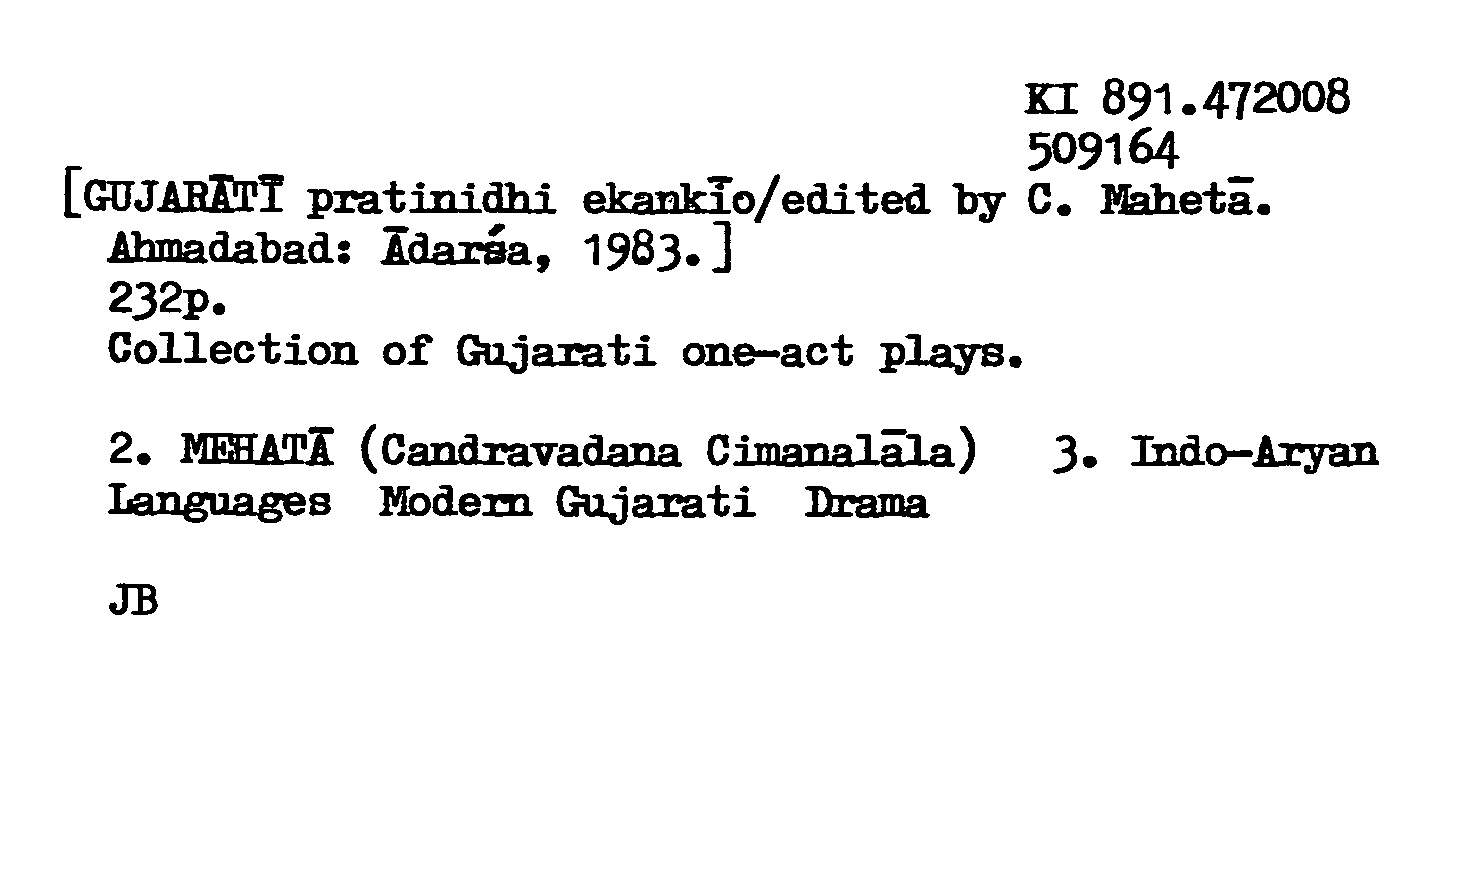 KI 891.472008
509164
[GUJARĀTĪ pratinidhi ekankīo/edited by C. Mahetā.
Ahmadabad: Ādarśa, 1983.]
232p.
Collection of Gujarati one-act plays.
2. MEHATĀ (Candravadana Cimanalāla) 3. Indo-Aryan
Languages Modern Gujarati Drama
JB